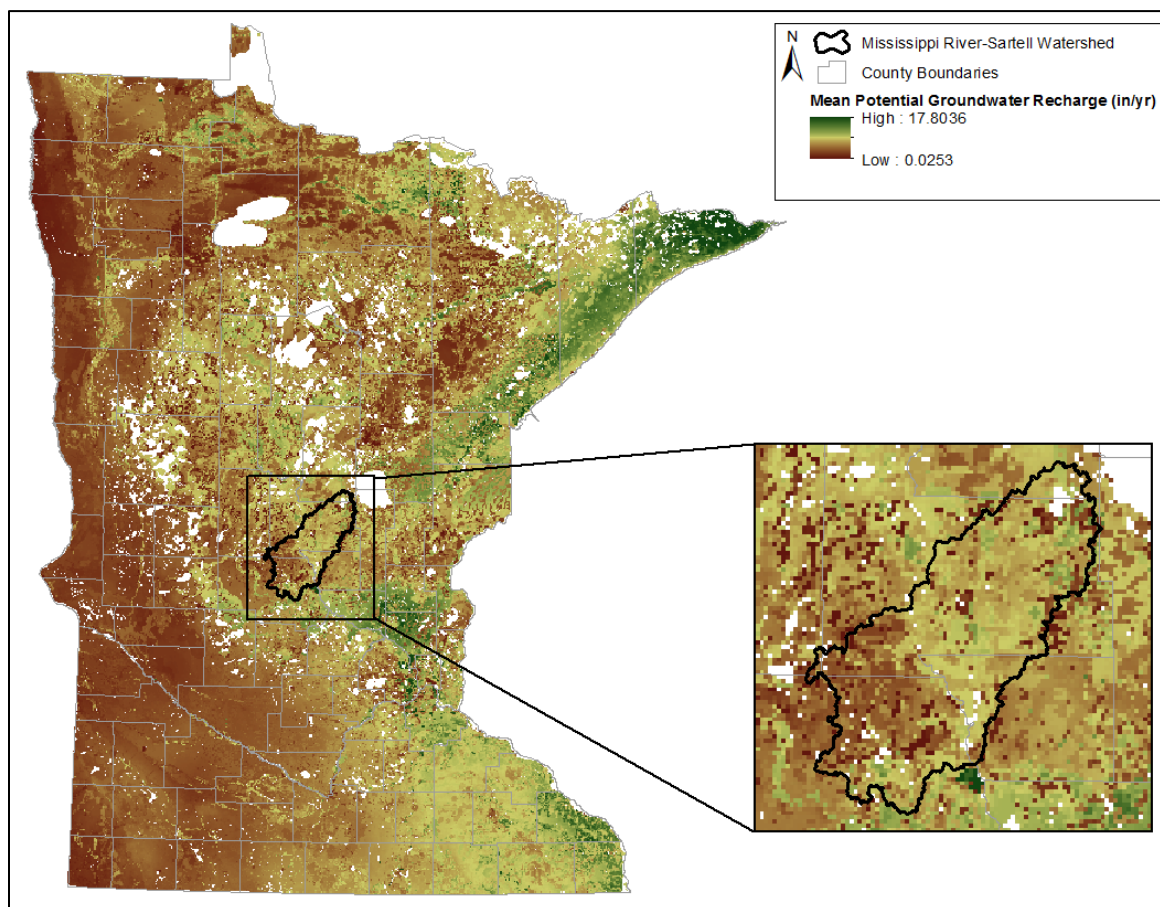 N
Mississippi River-Sartell Watershed
County Boundaries
Mean Potential Groundwater Recharge (in/yr)
High : 17.8036
Low : 0.0253